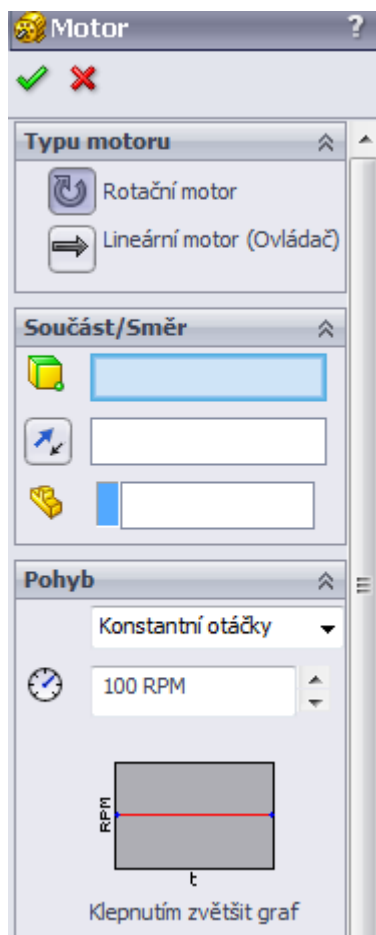 Motor ?
Typu motoru
Rotační motor
Lineární motor (Ovládač)
Součást/Směr
Pohyb
Konstantní otáčky
100 RPM
RPM
t
Klepnutím zvětšit graf